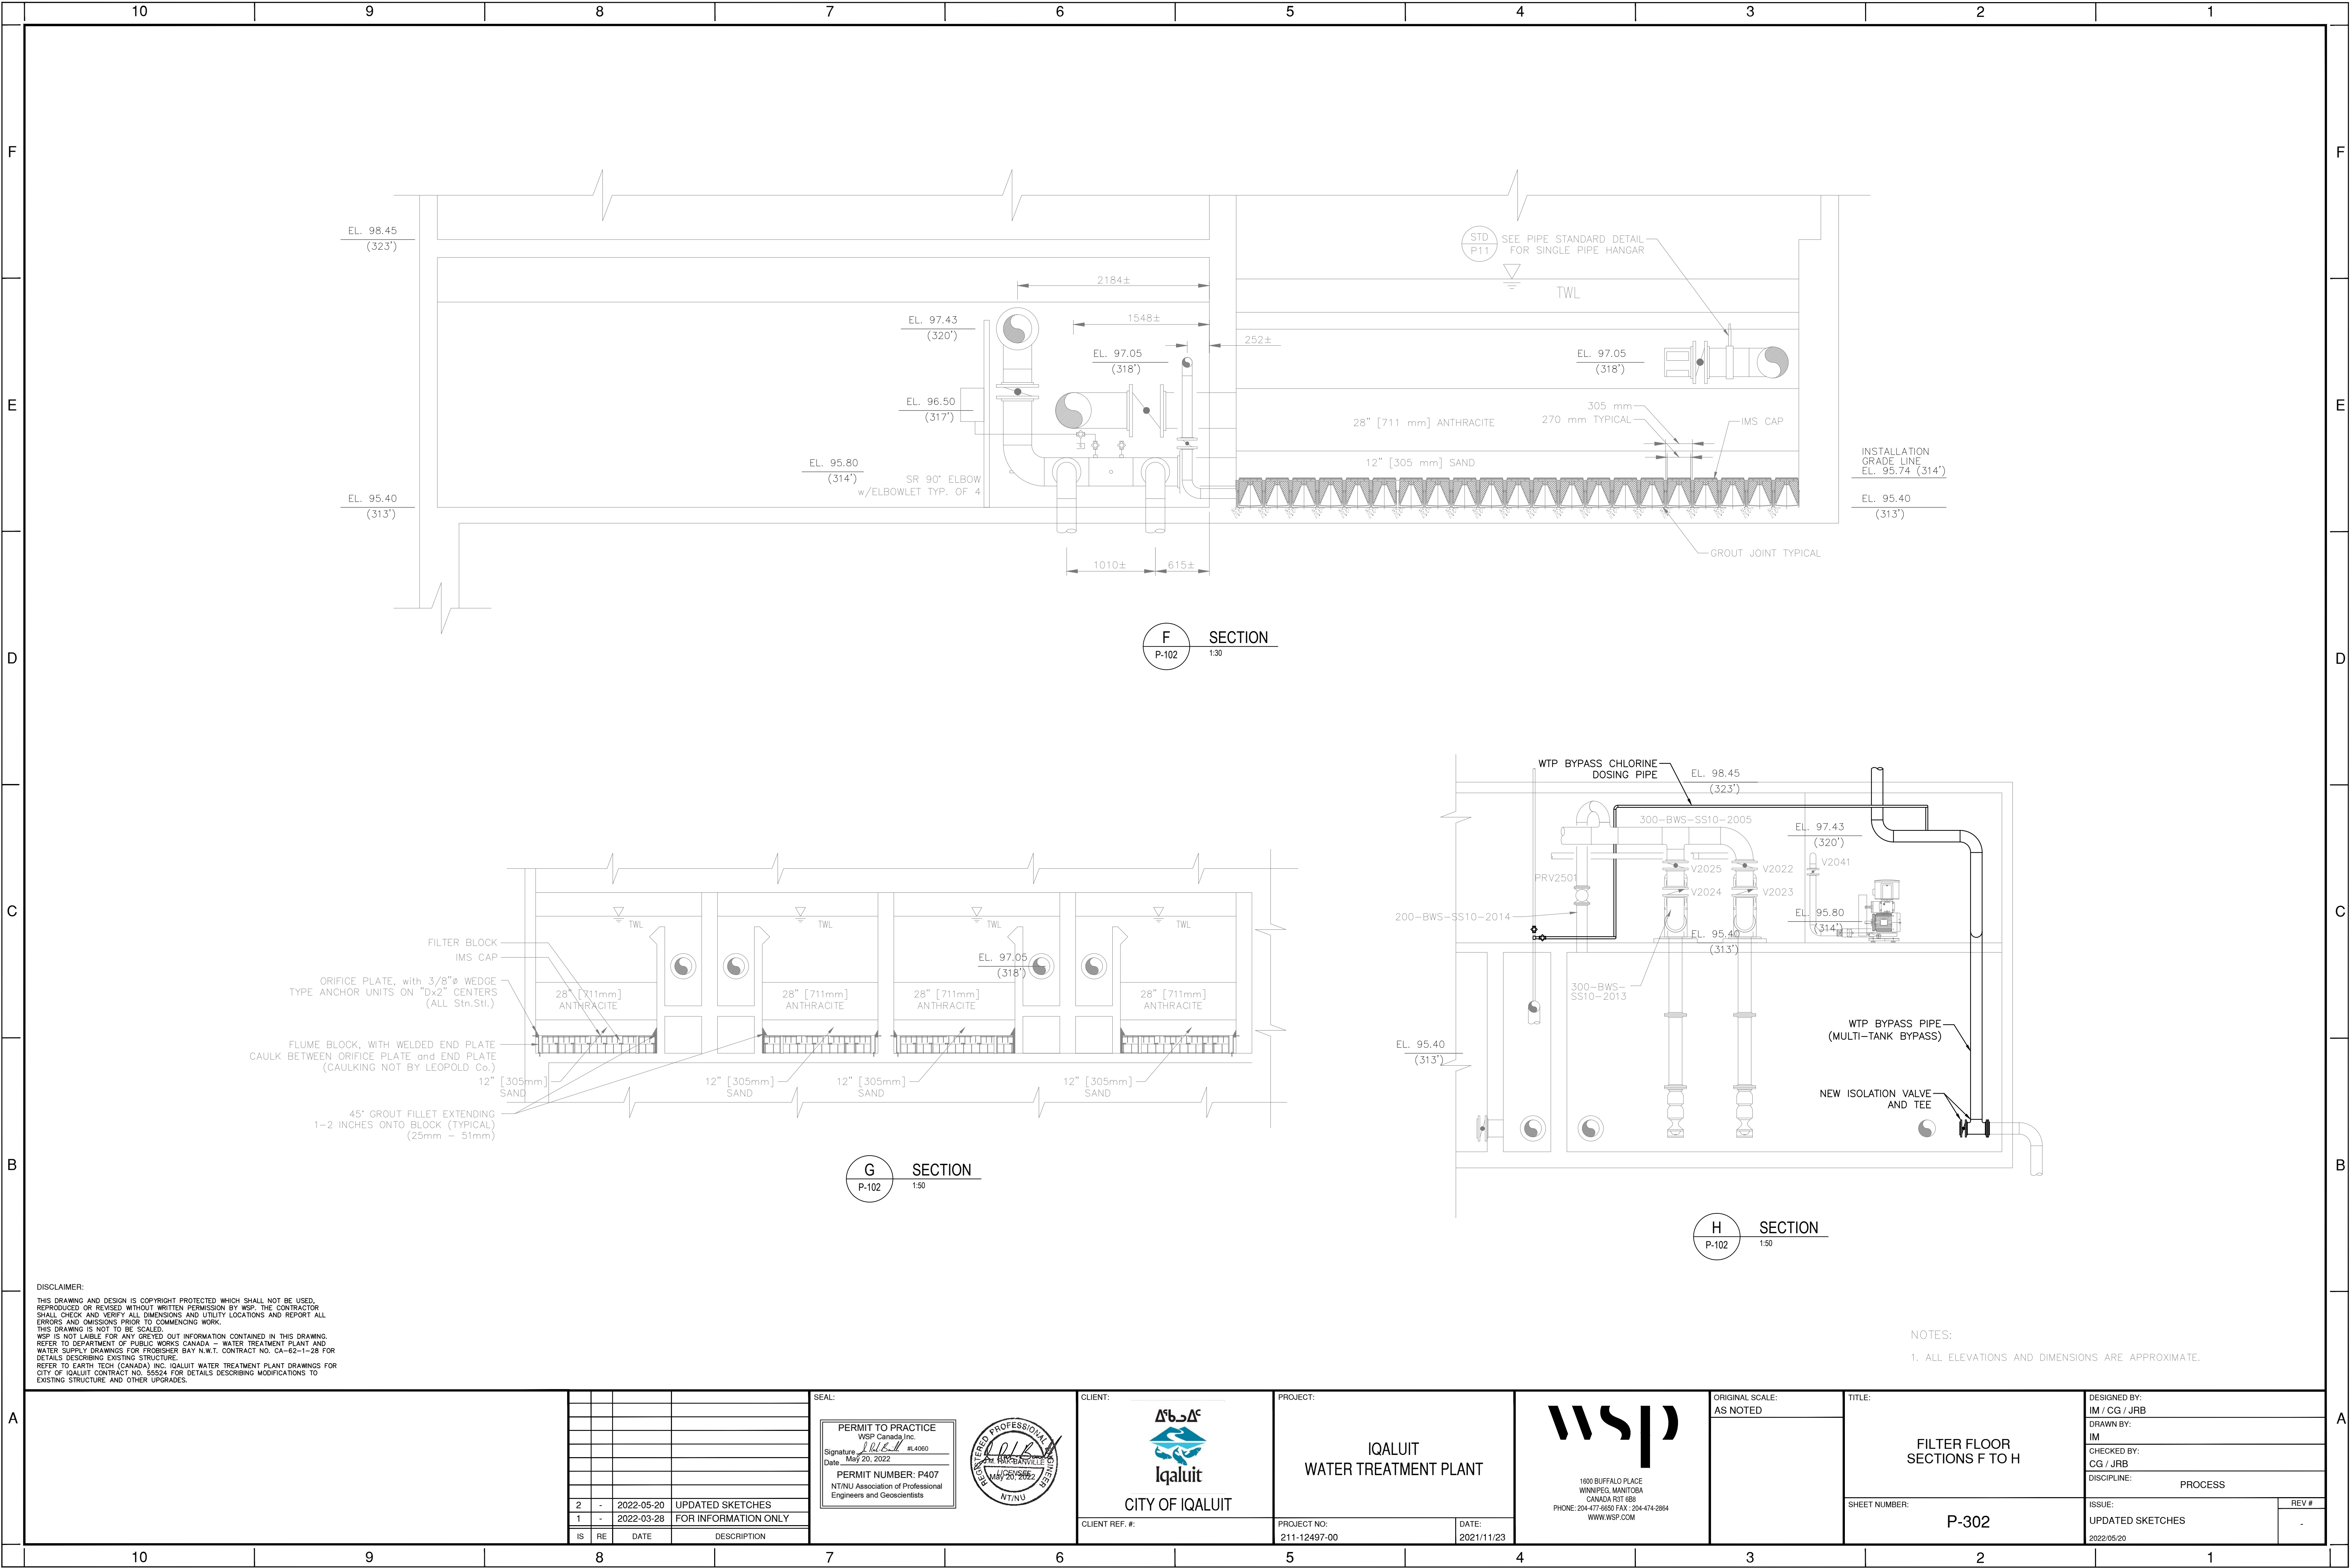 10 9 8 7 6 5 4 3 2 1
F
E
D
C
B
A
F
E
D
C
B
A
EL. 98.45
(323')
EL. 95.40
(313')
2184±
1548±
252±
EL. 97.43
(320')
EL. 97.05
(318')
EL. 96.50
(317')
EL. 95.80
(314')
SR 90° ELBOW
w/ELBOWLET TYP. OF 4
1010±
615±
STD
P11
SEE PIPE STANDARD DETAIL
FOR SINGLE PIPE HANGAR
TWL
EL. 97.05
(318')
305 mm
270 mm TYPICAL
IMS CAP
28" [711 mm] ANTHRACITE
12" [305 mm] SAND
INSTALLATION
GRADE LINE
EL. 95.74 (314')
EL. 95.40
(313')
GROUT JOINT TYPICAL
F
P-102
SECTION
1:30
TWL
TWL
TWL
TWL
FILTER BLOCK
IMS CAP
ORIFICE PLATE, with 3/8"ø WEDGE
TYPE ANCHOR UNITS ON "Dx2" CENTERS
(ALL Stn.Stl.)
FLUME BLOCK, WITH WELDED END PLATE
CAULK BETWEEN ORIFICE PLATE and END PLATE
(CAULKING NOT BY LEOPOLD Co.)
45° GROUT FILLET EXTENDING
1-2 INCHES ONTO BLOCK (TYPICAL)
(25mm - 51mm)
EL. 97.05
(318')
28" [711mm]
ANTHRACITE
28" [711mm]
ANTHRACITE
28" [711mm]
ANTHRACITE
28" [711mm]
ANTHRACITE
12" [305mm]
SAND
12" [305mm]
SAND
12" [305mm]
SAND
12" [305mm]
SAND
G
P-102
SECTION
1:50
WTP BYPASS CHLORINE
DOSING PIPE
EL. 98.45
(323')
300-BWS-SS10-2005
EL. 97.43
(320')
PRV2501
V2025
V2022
V2041
V2024
V2023
200-BWS-SS10-2014
EL. 95.80
(314')
EL. 95.40
(313')
300-BWS-
SS10-2013
EL. 95.40
(313')
WTP BYPASS PIPE
(MULTI-TANK BYPASS)
NEW ISOLATION VALVE
AND TEE
H
P-102
SECTION
1:50
DISCLAIMER:
THIS DRAWING AND DESIGN IS COPYRIGHT PROTECTED WHICH SHALL NOT BE USED,
REPRODUCED OR REVISED WITHOUT WRITTEN PERMISSION BY WSP. THE CONTRACTOR
SHALL CHECK AND VERIFY ALL DIMENSIONS AND UTILITY LOCATIONS AND REPORT ALL
ERRORS AND OMISSIONS PRIOR TO COMMENCING WORK.
THIS DRAWING IS NOT TO BE SCALED.
WSP IS NOT LAIBLE FOR ANY GREYED OUT INFORMATION CONTAINED IN THIS DRAWING.
REFER TO DEPARTMENT OF PUBLIC WORKS CANADA - WATER TREATMENT PLANT AND
WATER SUPPLY DRAWINGS FOR FROBISHER BAY N.W.T. CONTRACT NO. CA-62-1-28 FOR
DETAILS DESCRIBING EXISTING STRUCTURE.
REFER TO EARTH TECH (CANADA) INC. IQALUIT WATER TREATMENT PLANT DRAWINGS FOR
CITY OF IQALUIT CONTRACT NO. 55524 FOR DETAILS DESCRIBING MODIFICATIONS TO
EXISTING STRUCTURE AND OTHER UPGRADES.
NOTES:
1. ALL ELEVATIONS AND DIMENSIONS ARE APPROXIMATE.
2 - 2022-05-20 UPDATED SKETCHES
1 - 2022-03-28 FOR INFORMATION ONLY
IS RE DATE DESCRIPTION
SEAL:
PERMIT TO PRACTICE
WSP Canada Inc.
Signature #L4060
Date May 20, 2022
PERMIT NUMBER: P407
NT/NU Association of Professional
Engineers and Geoscientists
REGISTERED PROFESSIONAL ENGINEER
J.M. RAK-BANVILLE
LICENSEE
May 20, 2022
NT/NU
CLIENT:
ᐃᖃᓗᐃᑦ
Iqaluit
CITY OF IQALUIT
CLIENT REF. #:
PROJECT:
IQALUIT
WATER TREATMENT PLANT
PROJECT NO:
211-12497-00
DATE:
2021/11/23
wsp
1600 BUFFALO PLACE
WINNIPEG, MANITOBA
CANADA R3T 6B8
PHONE: 204-477-6650 FAX : 204-474-2864
WWW.WSP.COM
ORIGINAL SCALE:
AS NOTED
TITLE:
FILTER FLOOR
SECTIONS F TO H
SHEET NUMBER:
P-302
DESIGNED BY:
IM / CG / JRB
DRAWN BY:
IM
CHECKED BY:
CG / JRB
DISCIPLINE:
PROCESS
ISSUE:
UPDATED SKETCHES
2022/05/20
REV #
-
10 9 8 7 6 5 4 3 2 1